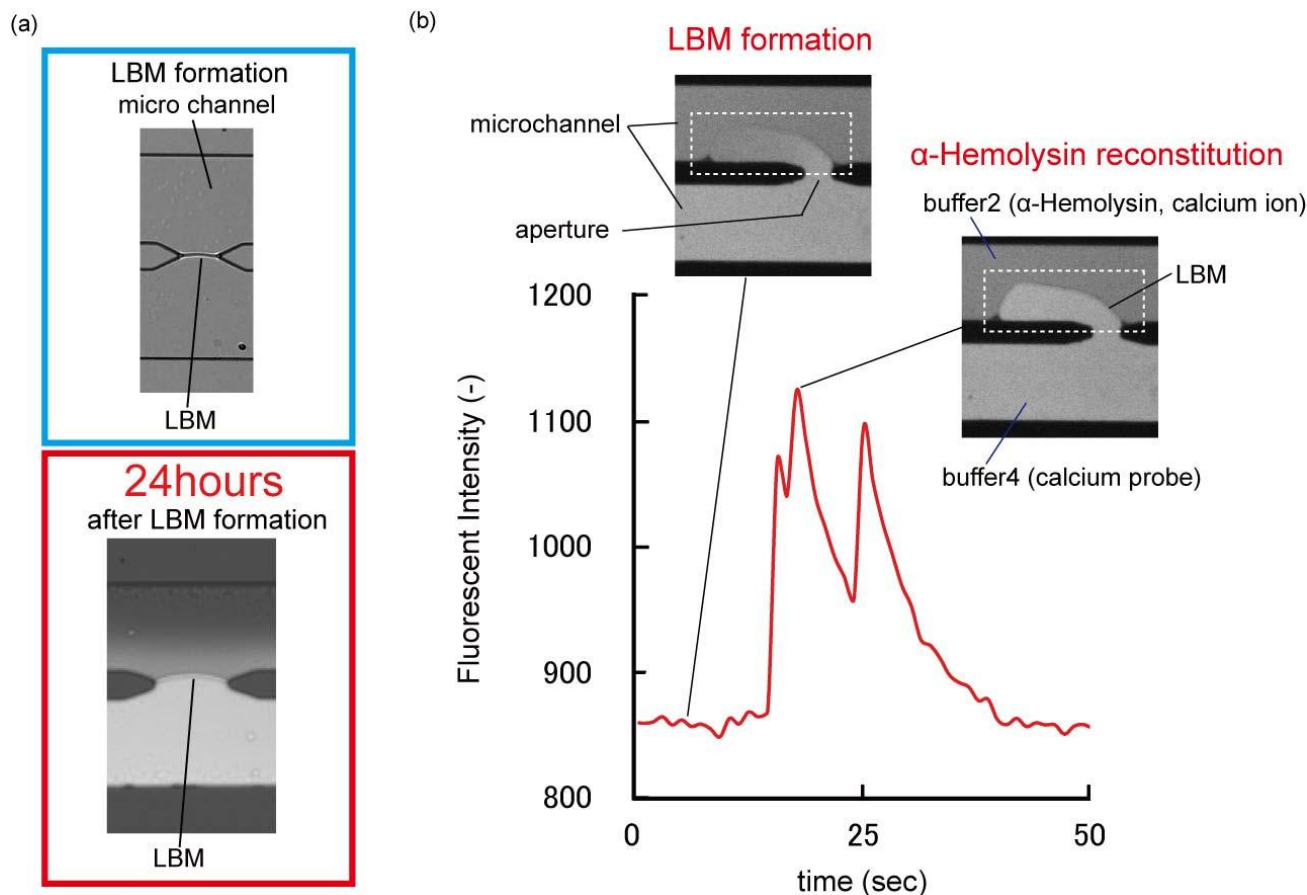 (a)
LBM formation
micro channel
LBM
24hours
after LBM formation
LBM
(b)
LBM formation
microchannel
aperture
α-Hemolysin reconstitution
buffer2 (α-Hemolysin, calcium ion)
LBM
buffer4 (calcium probe)
Fluorescent Intensity (-)
1200
1100
1000
900
800
0
25
50
time (sec)